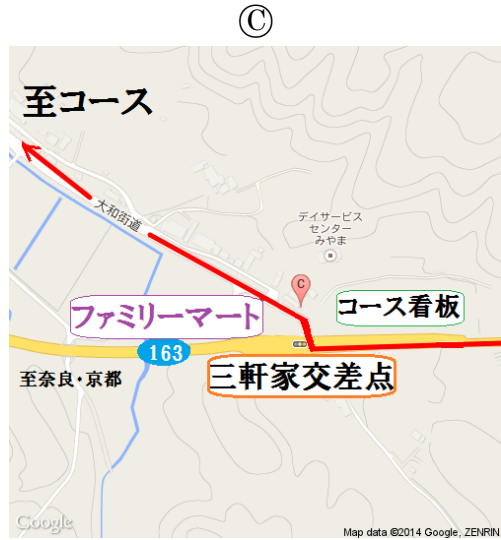 Ⓒ
至コース
大和街道
デイサービス
センター
みやま
C
コース看板
ファミリーマート
163
三軒家交差点
至奈良・京都
Google
Map data ©2014 Google, ZENRIN